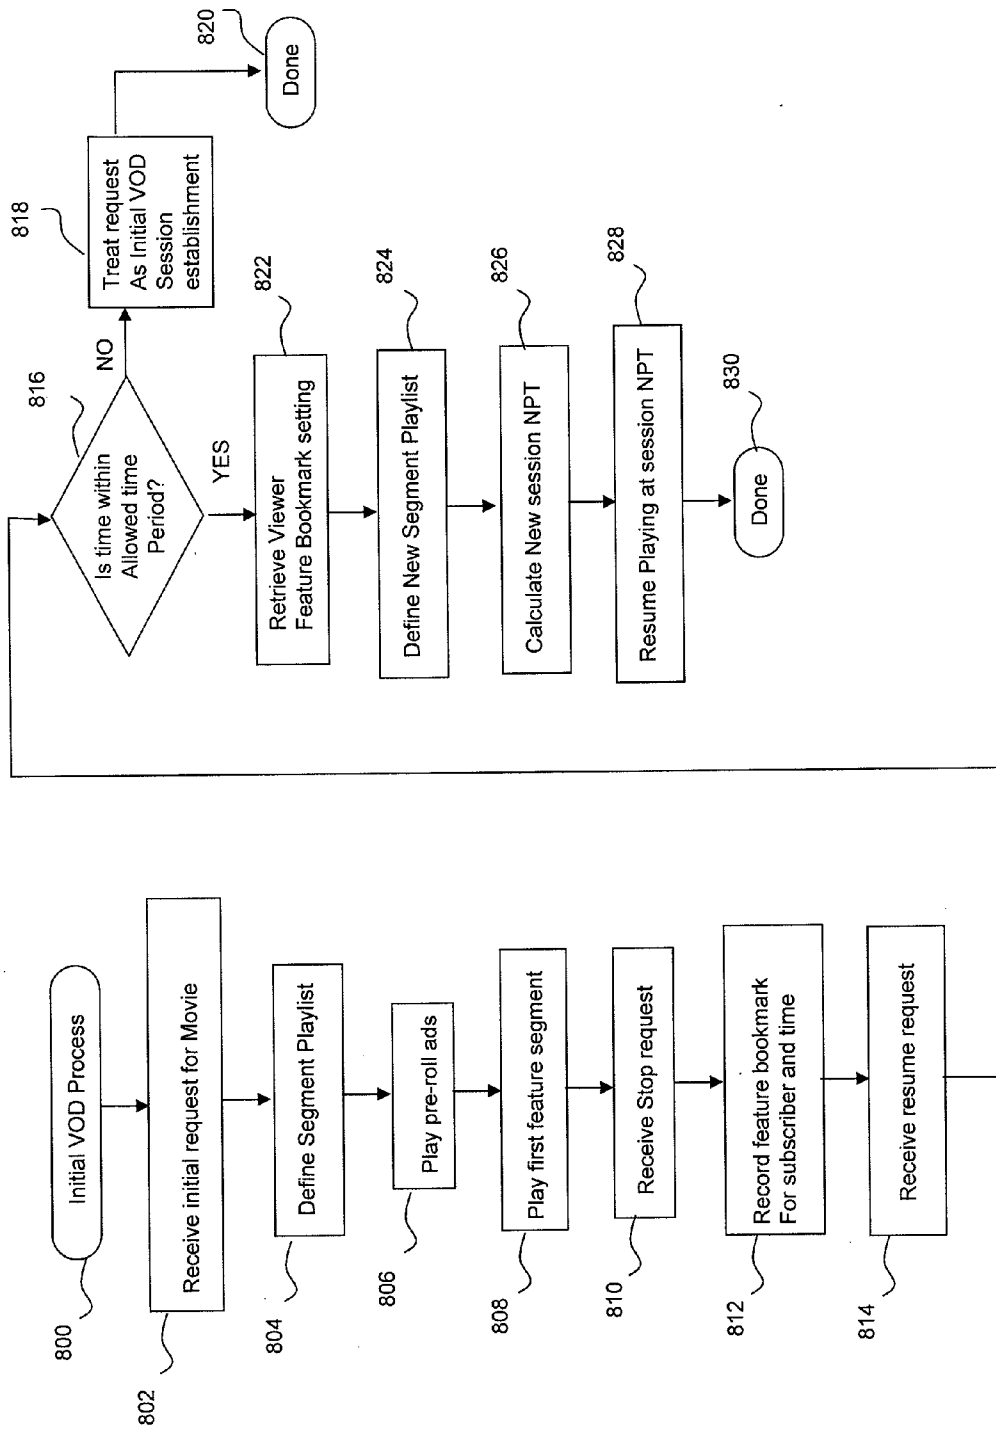 800
Initial VOD Process
802
Receive initial request for Movie
804
Define Segment Playlist
806
Play pre-roll ads
808
Play first feature segment
810
Receive Stop request
812
Record feature bookmark
For subscriber and time
814
Receive resume request
816
Is time within
Allowed time
Period?
NO
818
Treat request
As Initial VOD
Session
establishment
820
Done
YES
822
Retrieve Viewer
Feature Bookmark setting
824
Define New Segment Playlist
826
Calculate New session NPT
828
Resume Playing at session NPT
830
Done